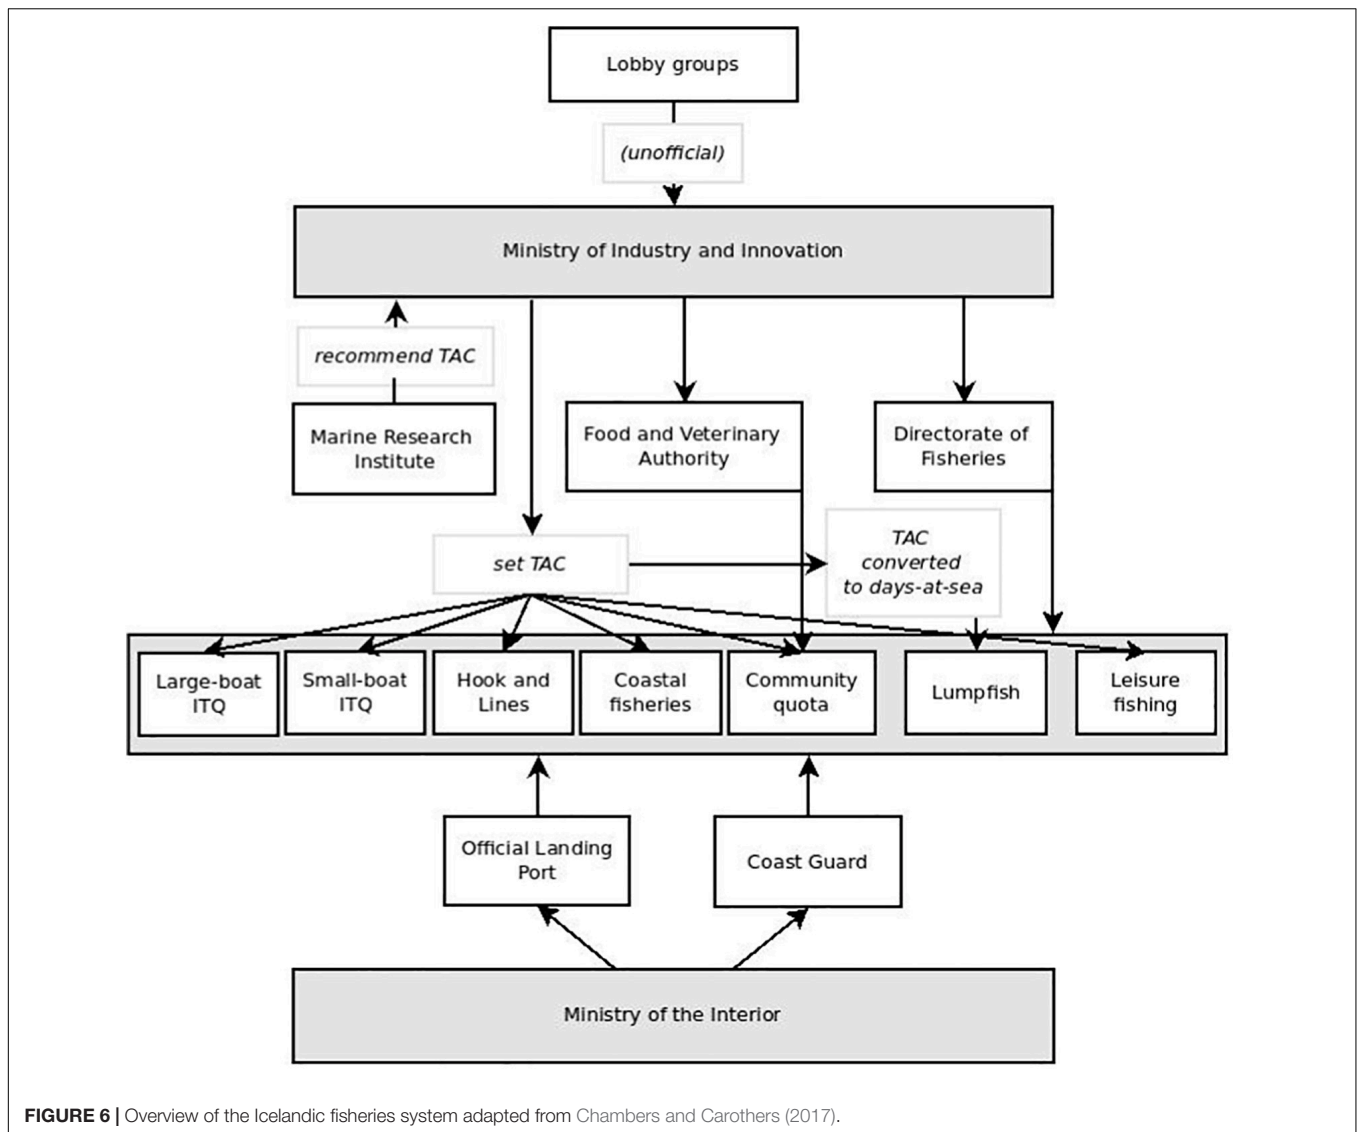 Lobby groups
(unofficial)
Ministry of Industry and Innovation
recommend TAC
Marine Research
Institute
Food and Veterinary
Authority
Directorate of
Fisheries
set TAC
TAC
converted
to days-at-sea
Large-boat
ITQ
Small-boat
ITQ
Hook and
Lines
Coastal
fisheries
Community
quota
Lumpfish
Leisure
fishing
Official Landing
Port
Coast Guard
Ministry of the Interior
FIGURE 6 | Overview of the Icelandic fisheries system adapted from Chambers and Carothers (2017).